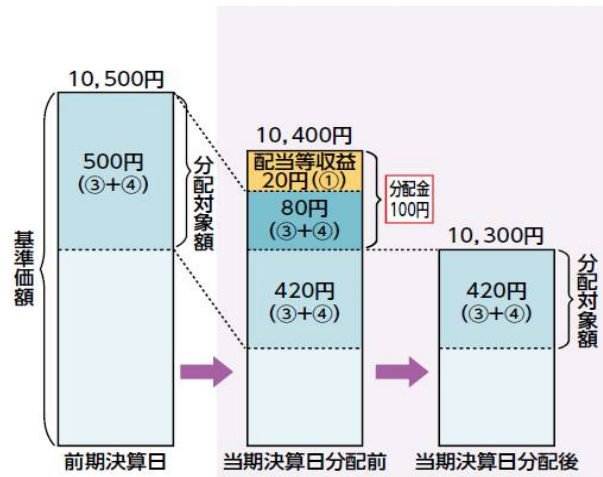 10,500円
500円
(③+④)
分配対象額
基準価額
前期決算日
10,400円
配当等収益
20円(①)
80円
(③+④)
分配金
100円
420円
(③+④)
当期決算日分配前
10,300円
420円
(③+④)
分配対象額
当期決算日分配後